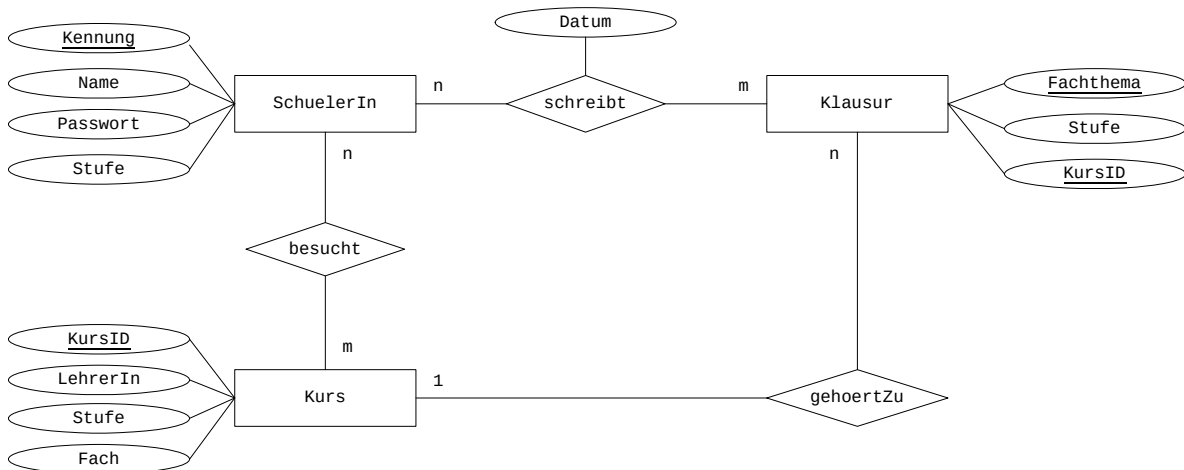 Datum
Kennung
Name
Passwort
Stufe
SchuelerIn
n
schreibt
m
Klausur
Fachthema
Stufe
KursID
n
n
besucht
m
KursID
LehrerIn
Stufe
Fach
Kurs
1
gehoertZu